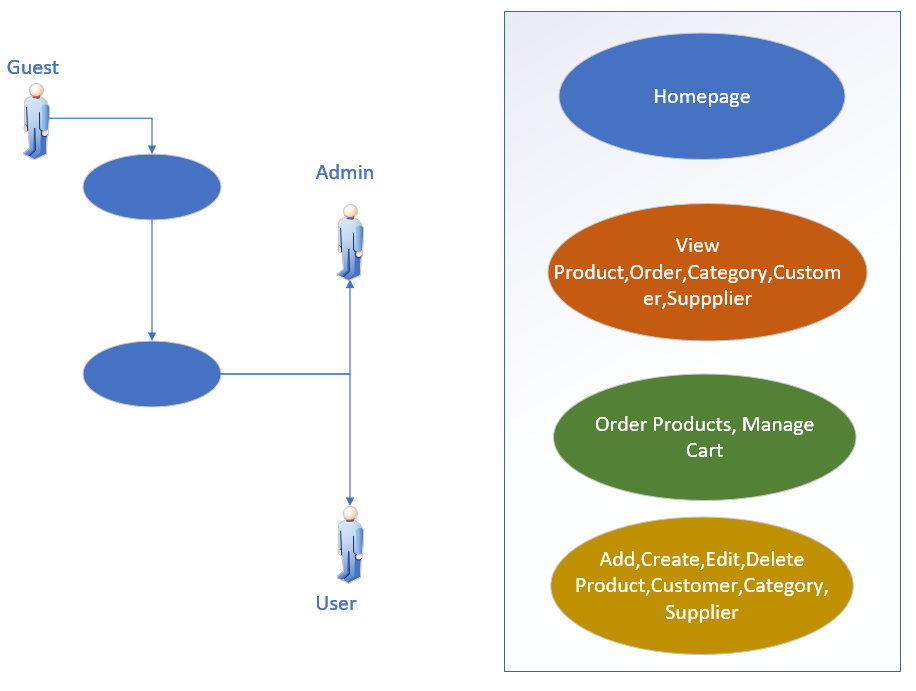 Guest
Admin
User
Homepage
View
Product,Order,Category,Custom
er,Suppplier
Order Products, Manage
Cart
Add,Create,Edit,Delete
Product,Customer,Category,
Supplier